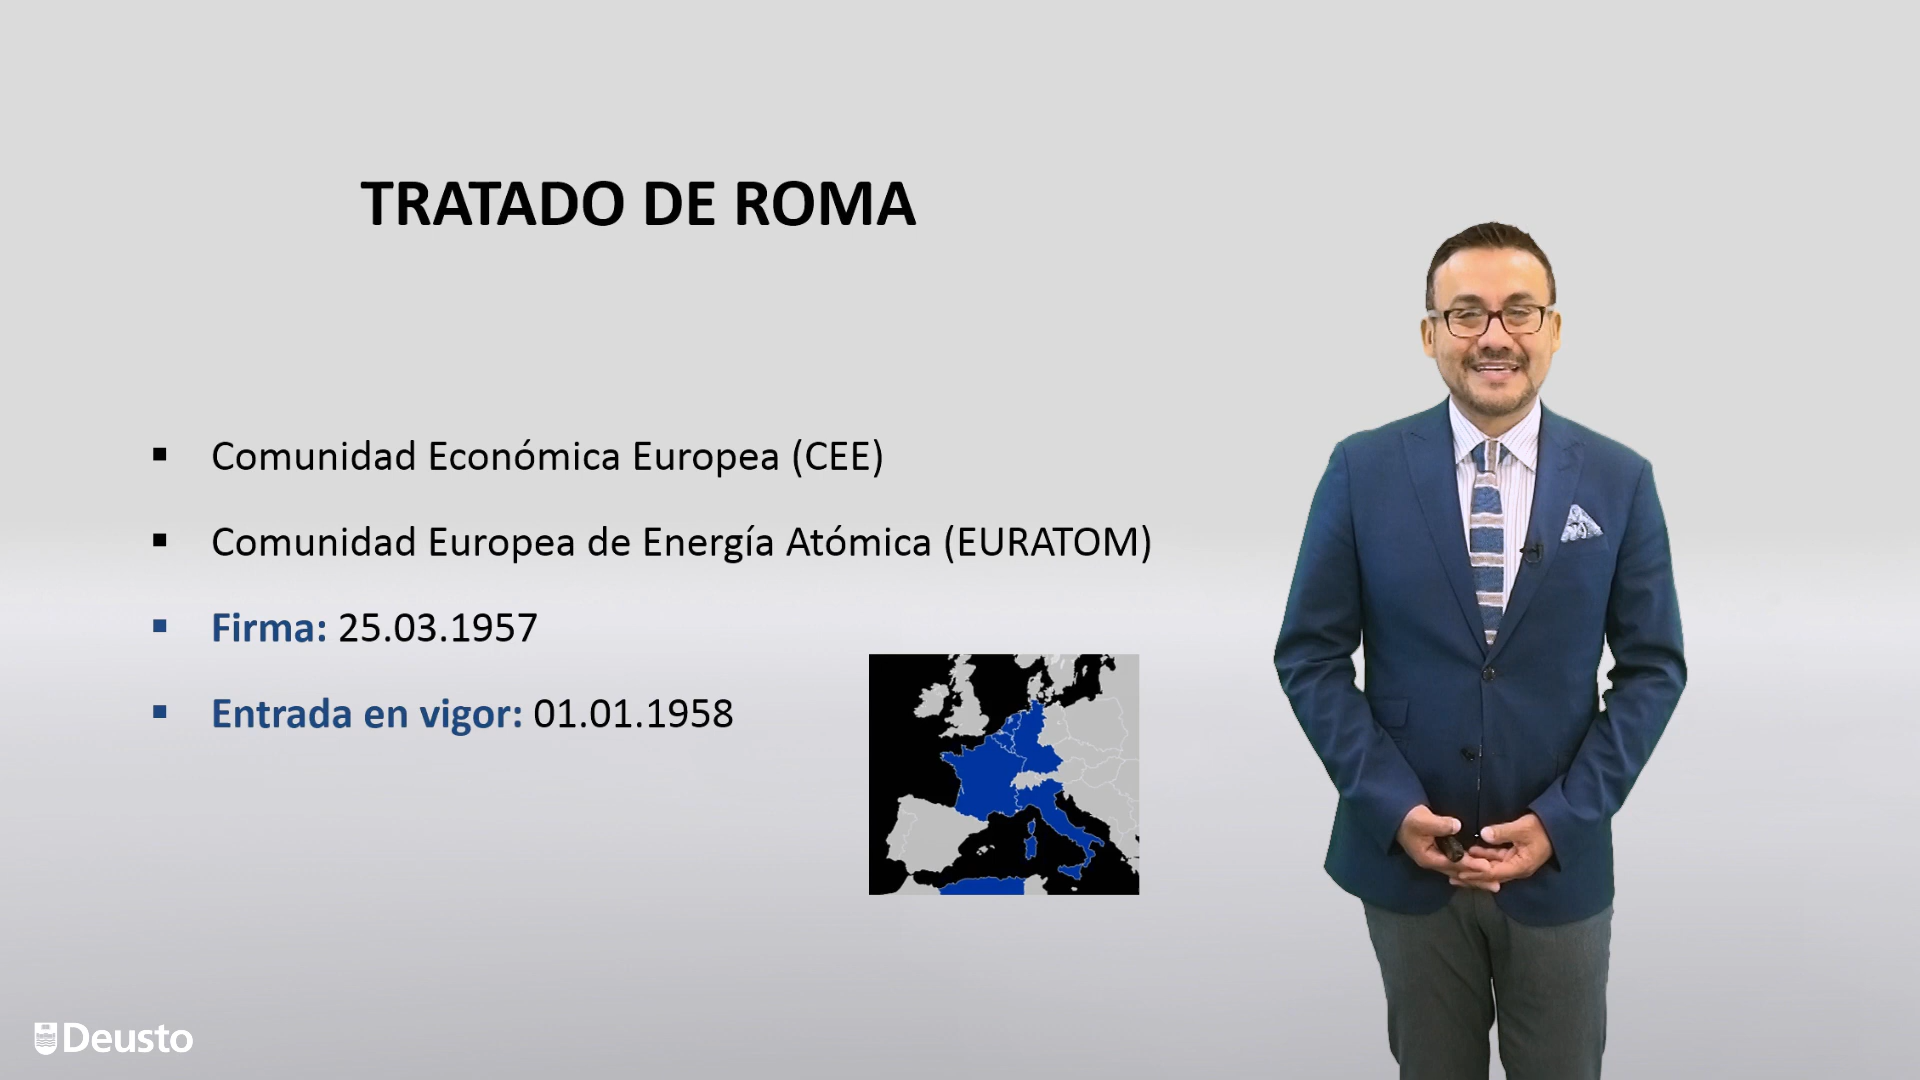 TRATADO DE ROMA
▪ Comunidad Económica Europea (CEE)
▪ Comunidad Europea de Energía Atómica (EURATOM)
▪ Firma: 25.03.1957
▪ Entrada en vigor: 01.01.1958
Deusto